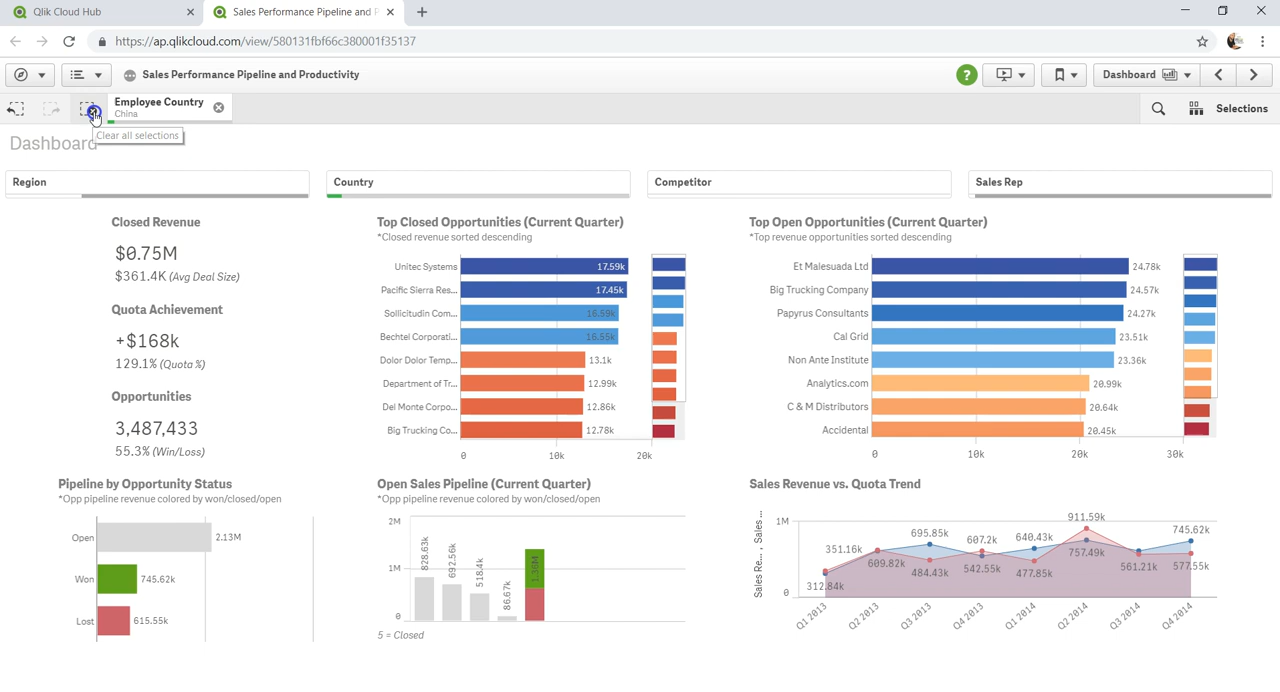 Qlik Cloud Hub
Sales Performance Pipeline and P
https://ap.qlikcloud.com/view/580131fbf66c380001f35137
Sales Performance Pipeline and Productivity
?
Dashboard
Employee Country
China
Selections
Clear all selections
Dashboard
Region
Country
Competitor
Sales Rep
Closed Revenue
$0.75M
$361.4K (Avg Deal Size)
Quota Achievement
+$168k
129.1% (Quota %)
Opportunities
3,487,433
55.3% (Win/Loss)
Top Closed Opportunities (Current Quarter)
*Closed revenue sorted descending
Unitec Systems 17.59k
Pacific Sierra Res... 17.45k
Sollicitudin Com... 16.59k
Bechtel Corporati... 16.55k
Dolor Dolor Temp... 13.1k
Department of Tr... 12.99k
Del Monte Corpo... 12.86k
Big Trucking Co... 12.78k
0 10k 20k
Top Open Opportunities (Current Quarter)
*Top revenue opportunities sorted descending
Et Malesuada Ltd 24.78k
Big Trucking Company 24.57k
Papyrus Consultants 24.27k
Cal Grid 23.51k
Non Ante Institute 23.36k
Analytics.com 20.99k
C & M Distributors 20.64k
Accidental 20.45k
0 10k 20k 30k
Pipeline by Opportunity Status
*Opp pipeline revenue colored by won/closed/open
Open 2.13M
Won 745.62k
Lost 615.55k
Open Sales Pipeline (Current Quarter)
*Opp pipeline revenue colored by won/closed/open
2M
1M
0
828.63k
692.56k
518.4k
86.67k
1.36M
5 = Closed
Sales Revenue vs. Quota Trend
Sales Re... , Sales ...
1M
0
351.16k
312.84k
609.82k
695.85k
484.43k
607.2k
542.55k
640.43k
477.85k
911.59k
757.49k
561.21k
745.62k
577.55k
Q1 2013
Q2 2013
Q3 2013
Q4 2013
Q1 2014
Q2 2014
Q3 2014
Q4 2014